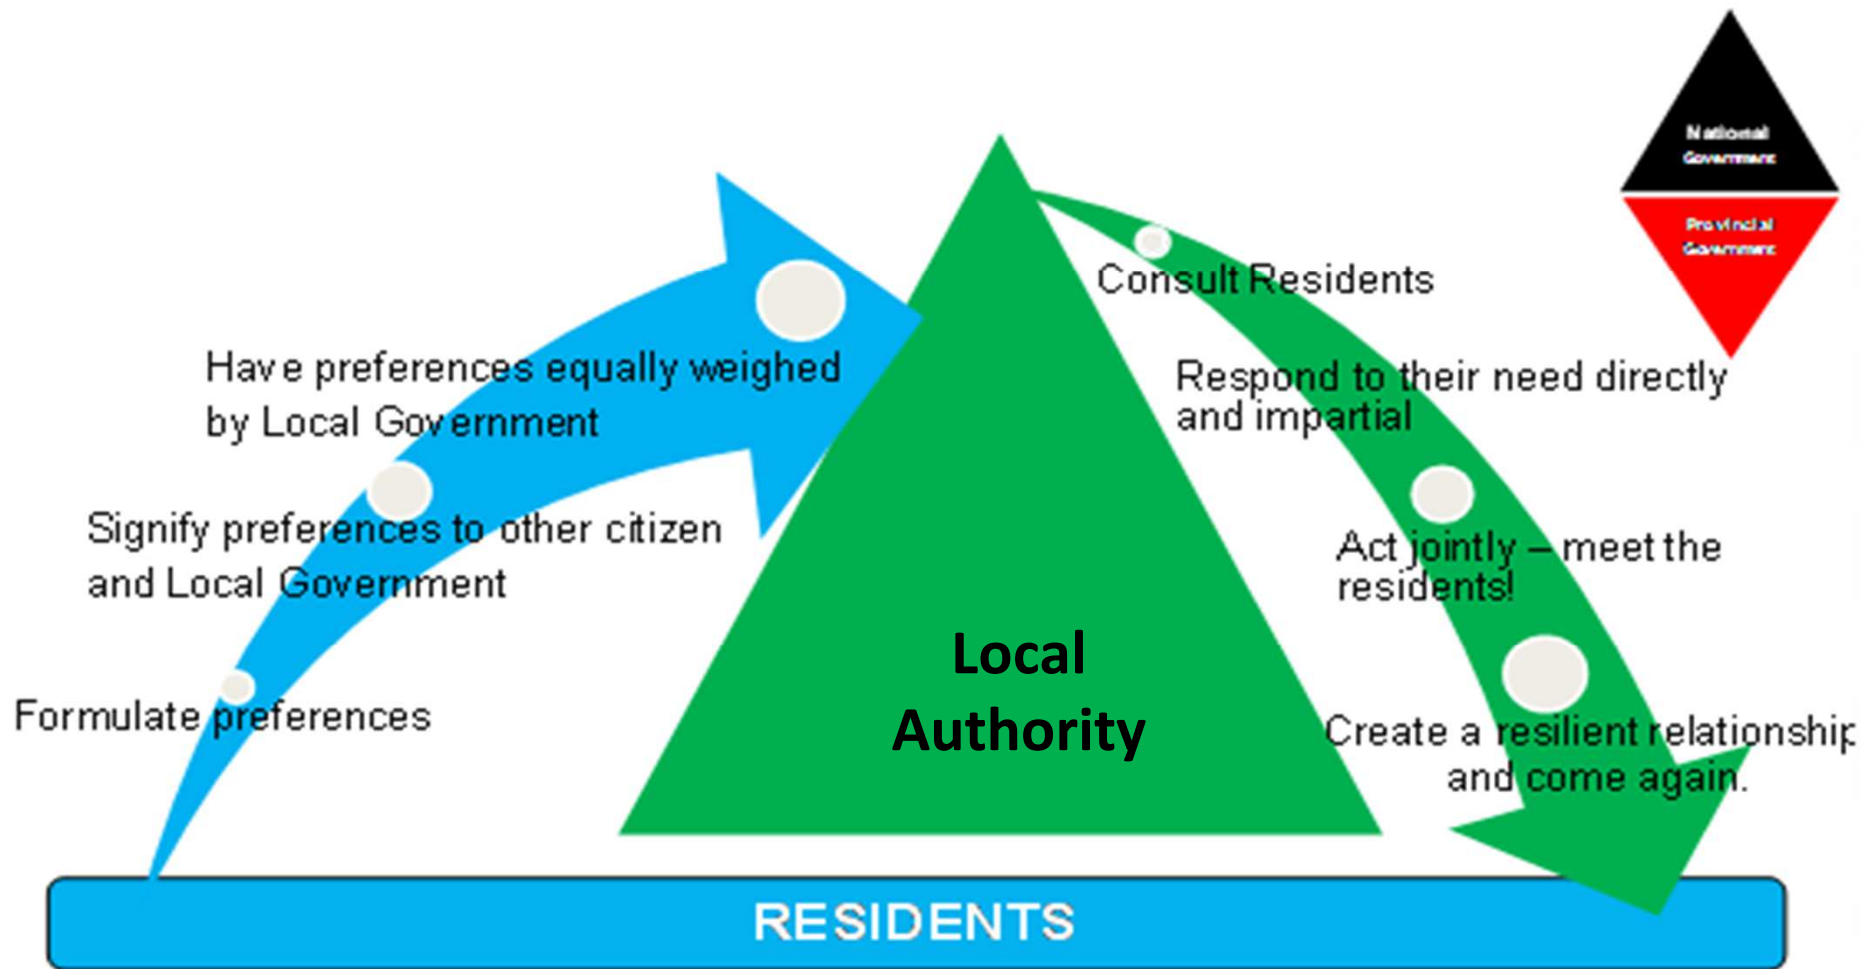 National
Government
Provincial
Government
Consult Residents
Have preferences equally weighed
by Local Government
Respond to their need directly
and impartial
Signify preferences to other citizen
and Local Government
Act jointly – meet the
residents!
Formulate preferences
Create a resilient relationship
and come again.
Local
Authority
RESIDENTS